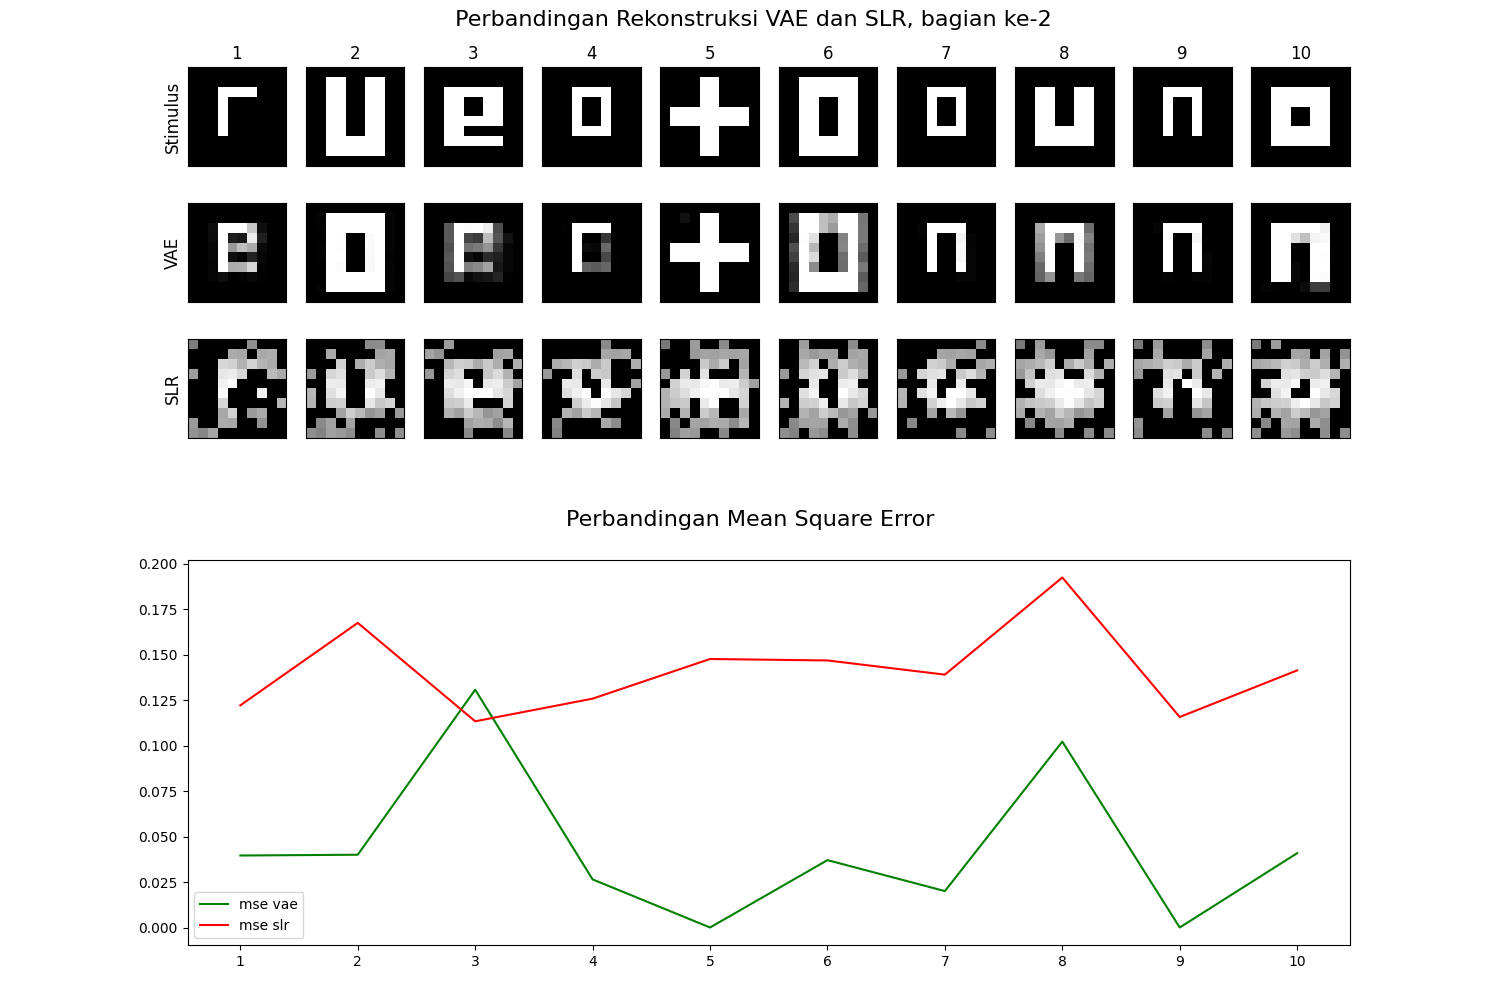 Perbandingan Rekonstruksi VAE dan SLR, bagian ke-2
1 2 3 4 5 6 7 8 9 10
Stimulus
VAE
SLR
Perbandingan Mean Square Error
0.200
0.175
0.150
0.125
0.100
0.075
0.050
0.025
0.000
mse vae
mse slr
1 2 3 4 5 6 7 8 9 10